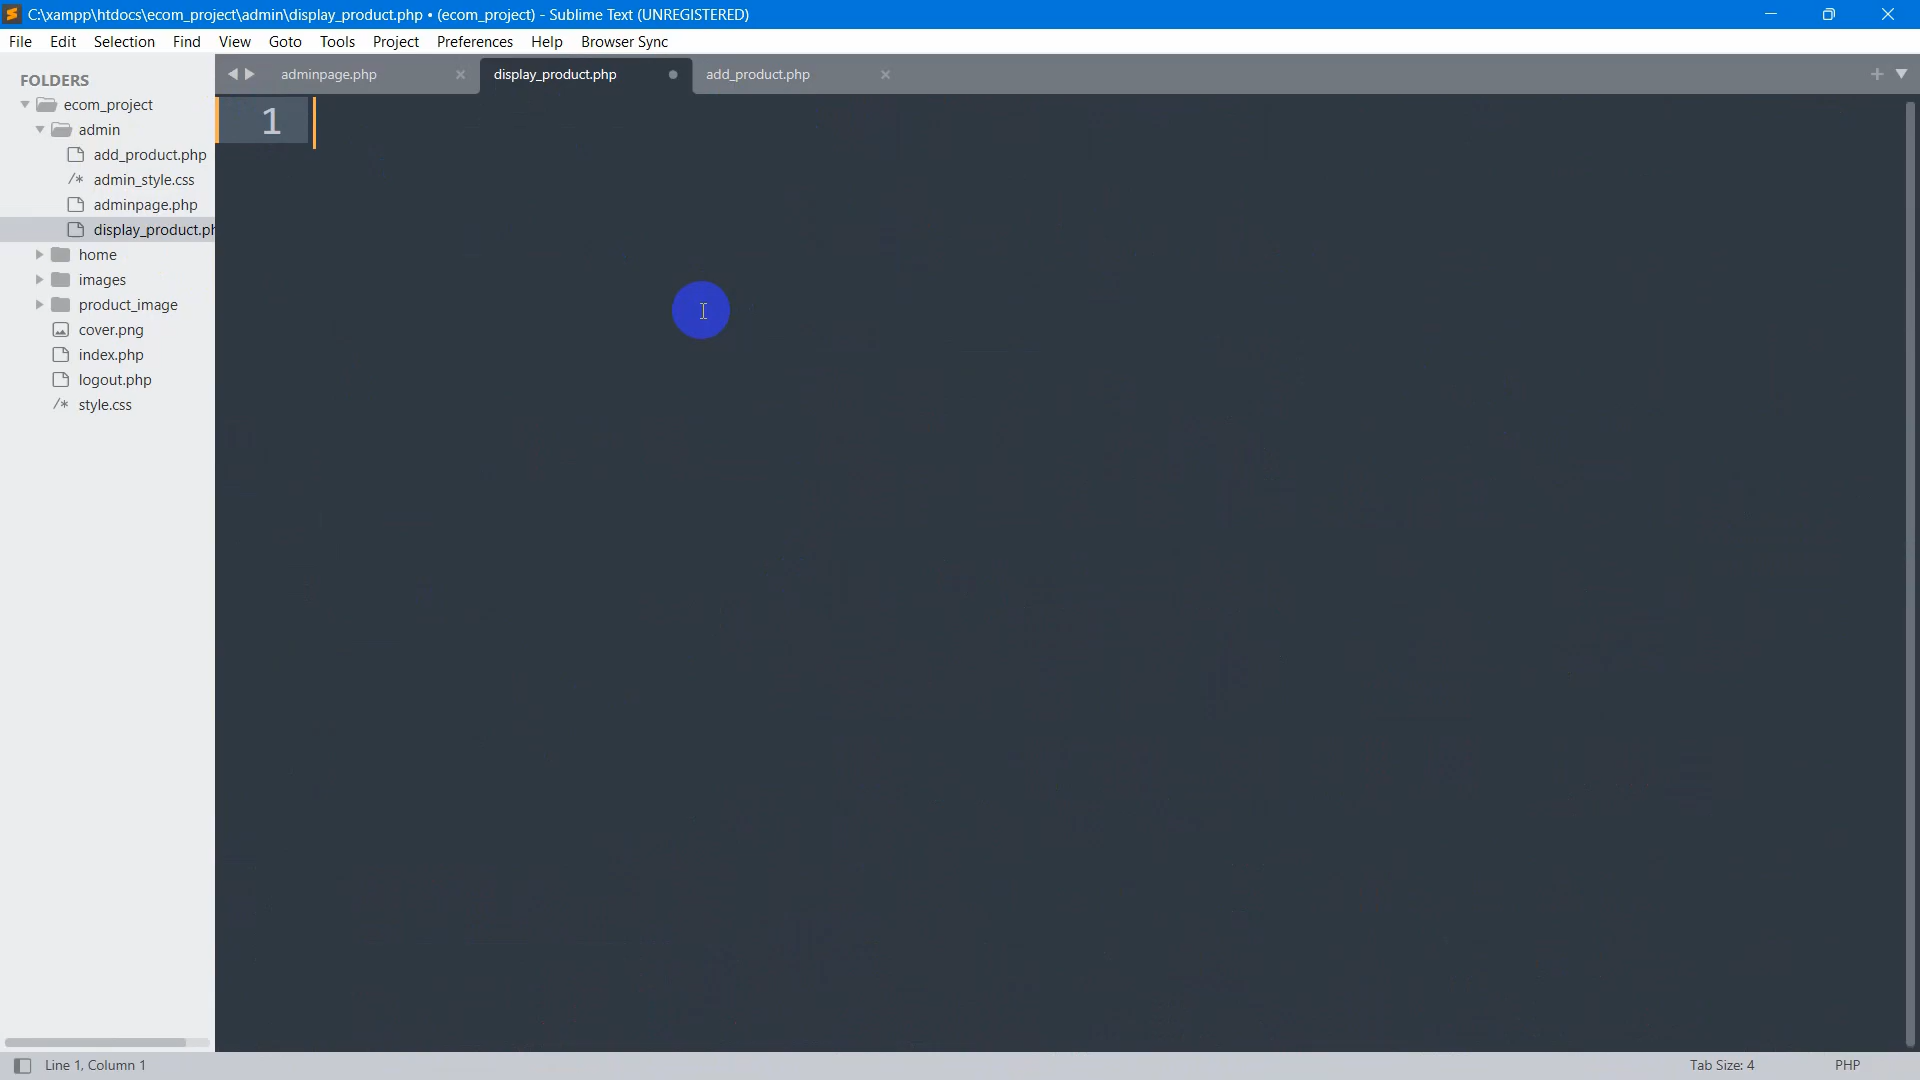 C:\xampp\htdocs\ecom_project\admin\display_product.php • (ecom_project) - Sublime Text (UNREGISTERED)
File Edit Selection Find View Goto Tools Project Preferences Help Browser Sync
FOLDERS
ecom_project
admin
add_product.php
/* admin_style.css
adminpage.php
display_product.ph
home
images
product_image
cover.png
index.php
logout.php
/* style.css
adminpage.php display_product.php add_product.php
1
Line 1, Column 1 Tab Size: 4 PHP